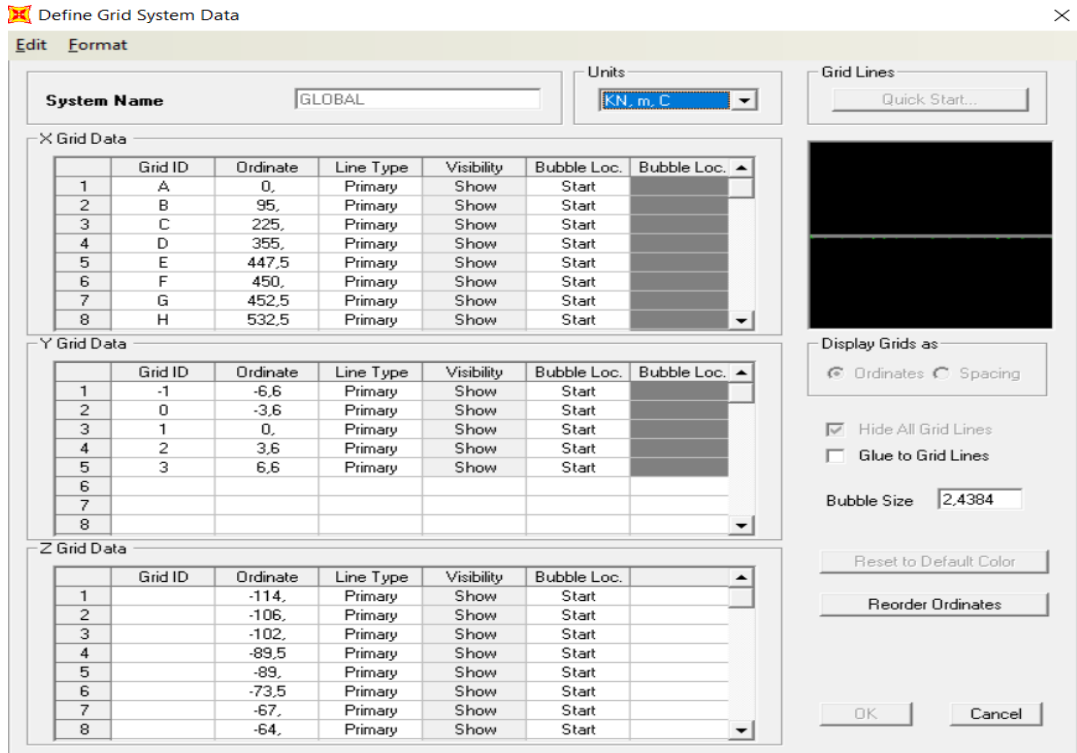 Define Grid System Data
Edit Format
System Name GLOBAL
Units
KN, m, C
Grid Lines
Quick Start...
X Grid Data
Grid ID Ordinate Line Type Visibility Bubble Loc. Bubble Loc.
1 A 0, Primary Show Start
2 B 95, Primary Show Start
3 C 225, Primary Show Start
4 D 355, Primary Show Start
5 E 447,5 Primary Show Start
6 F 450, Primary Show Start
7 G 452,5 Primary Show Start
8 H 532,5 Primary Show Start
Y Grid Data
Grid ID Ordinate Line Type Visibility Bubble Loc. Bubble Loc.
1 -1 -6,6 Primary Show Start
2 0 -3,6 Primary Show Start
3 1 0, Primary Show Start
4 2 3,6 Primary Show Start
5 3 6,6 Primary Show Start
6
7
8
Z Grid Data
Grid ID Ordinate Line Type Visibility Bubble Loc.
1 -114, Primary Show Start
2 -106, Primary Show Start
3 -102, Primary Show Start
4 -89,5 Primary Show Start
5 -89, Primary Show Start
6 -73,5 Primary Show Start
7 -67, Primary Show Start
8 -64, Primary Show Start
Display Grids as
Ordinates Spacing
Hide All Grid Lines
Glue to Grid Lines
Bubble Size 2,4384
Reset to Default Color
Reorder Ordinates
OK Cancel